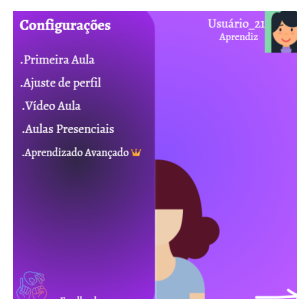 Configurações
Usuário_21
Aprendiz
.Primeira Aula
.Ajuste de perfil
.Vídeo Aula
.Aulas Presenciais
.Aprendizado Avançado